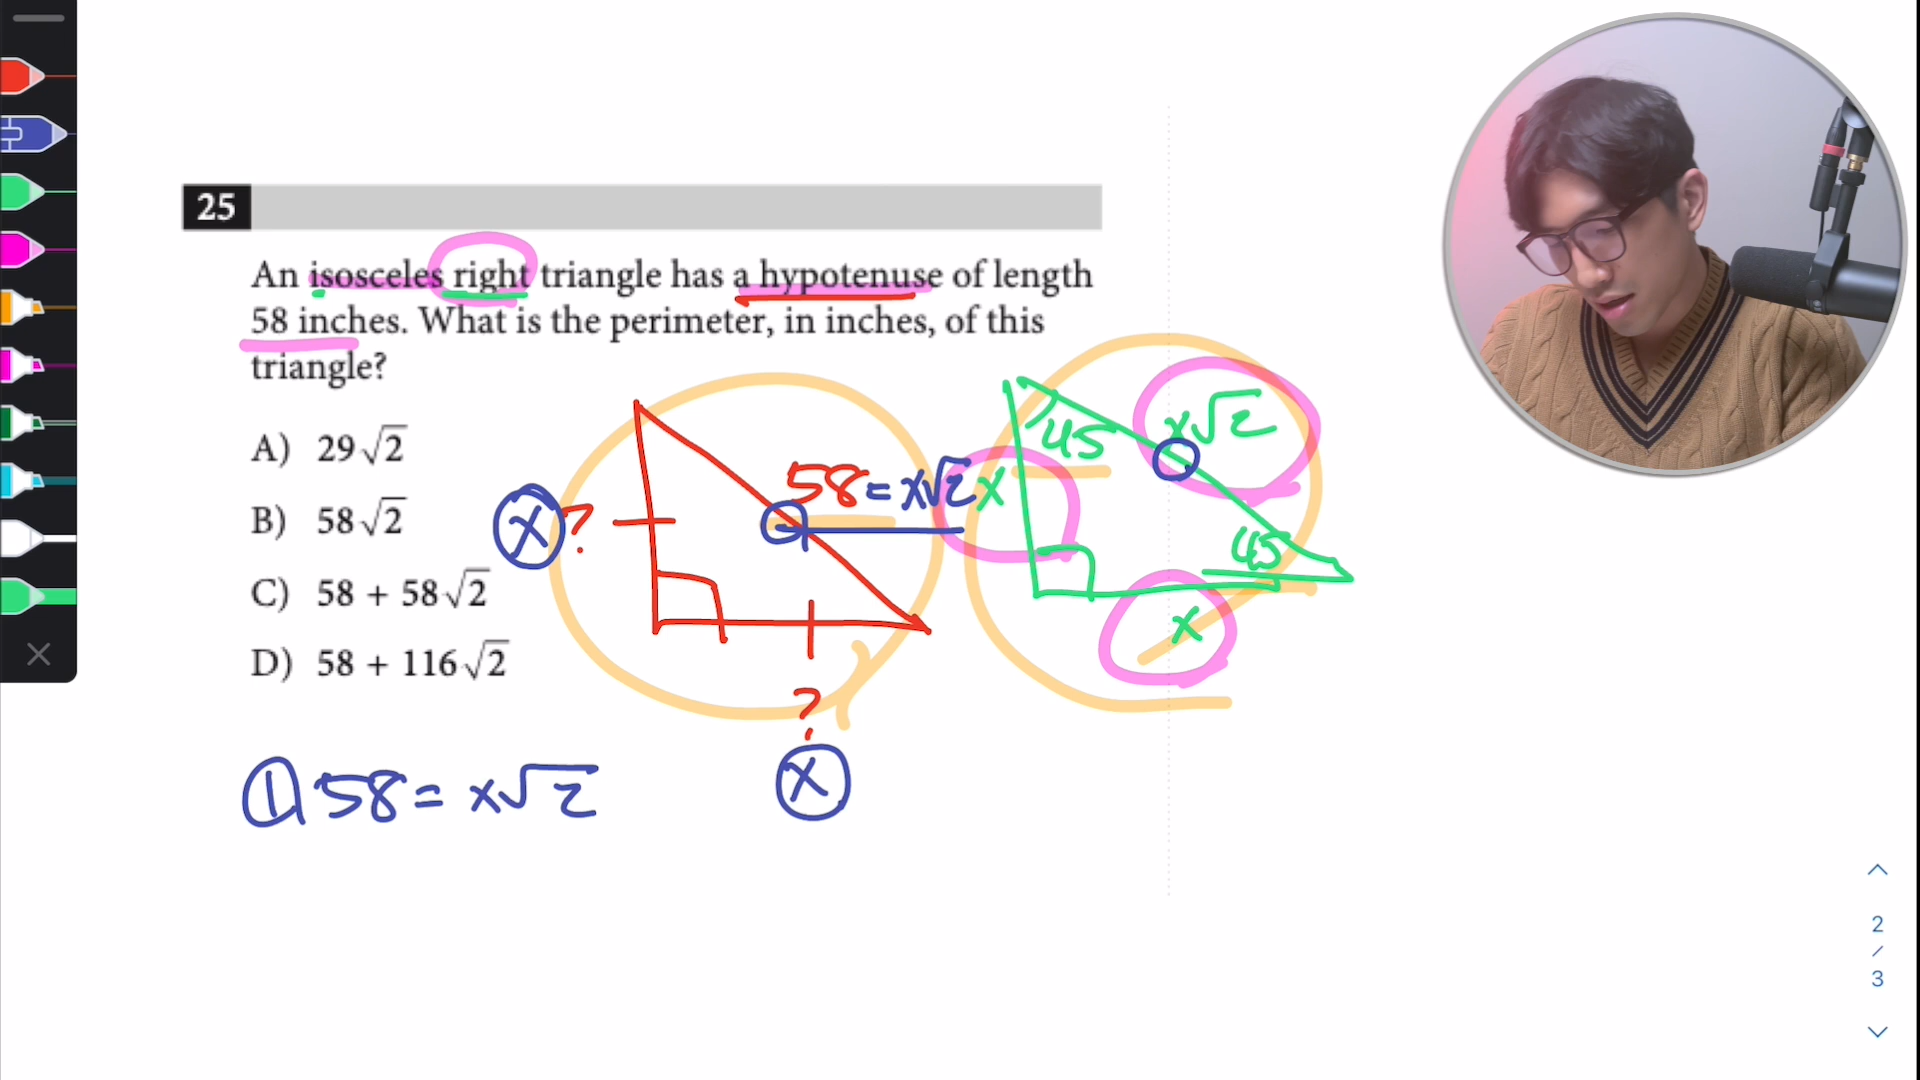 25
An isosceles right triangle has a hypotenuse of length
58 inches. What is the perimeter, in inches, of this
triangle?
A) 29√2
B) 58√2
C) 58 + 58√2
D) 58 + 116√2
x ?
58 = x√2
?
x
x
45
x√2
45
x
① 58 = x√2
2
/
3